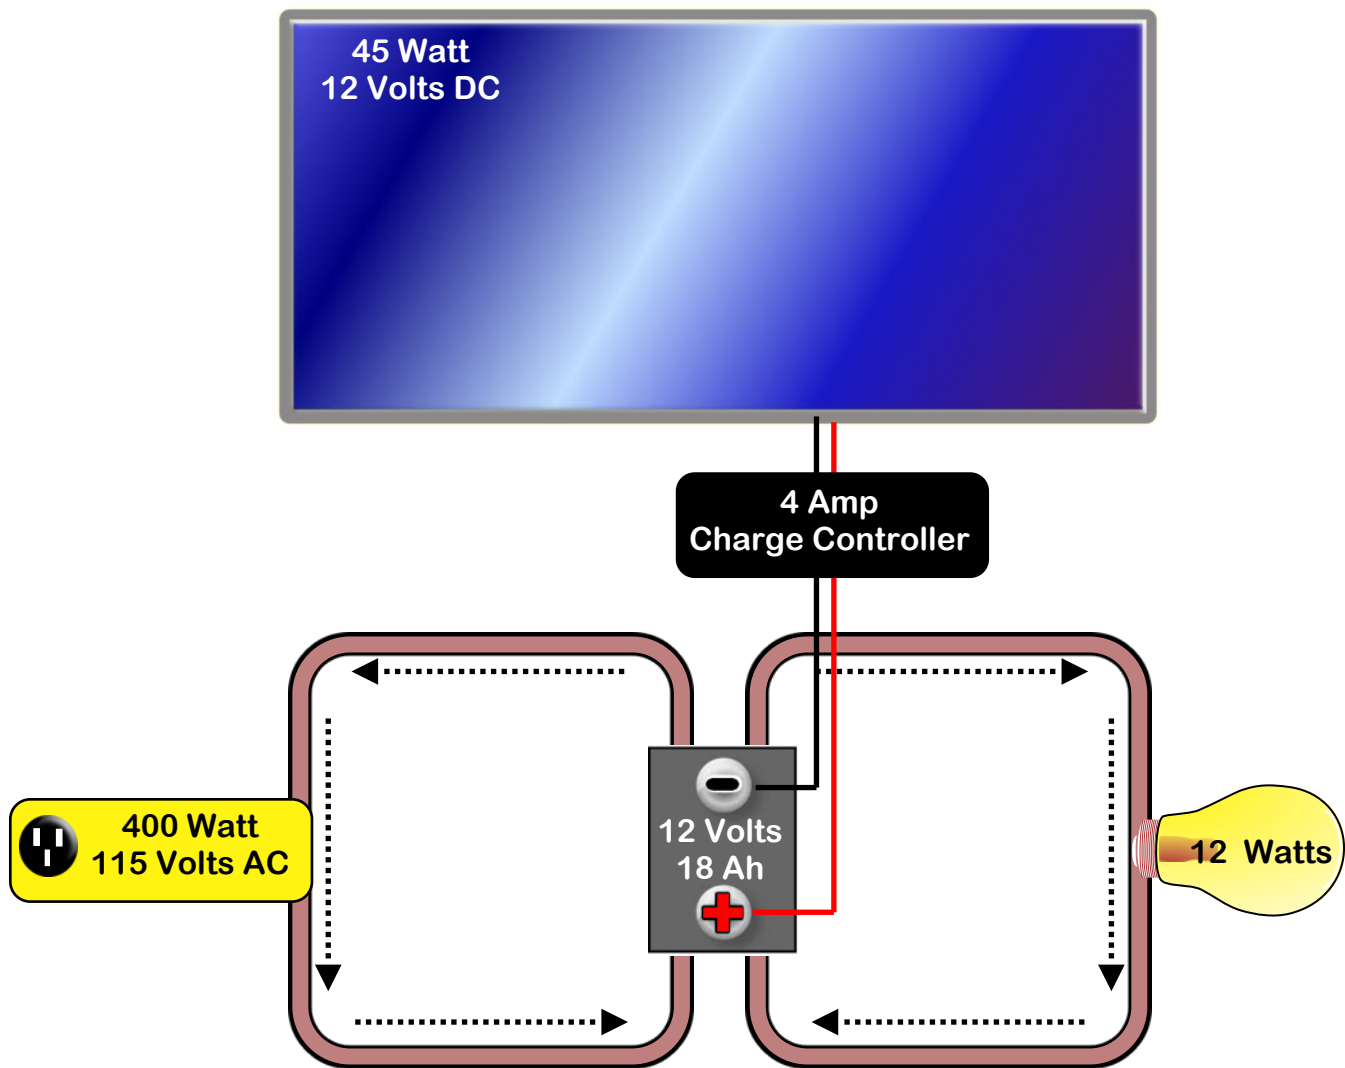 45 Watt
12 Volts DC
4 Amp
Charge Controller
400 Watt
115 Volts AC
12 Volts
18 Ah
12 Watts